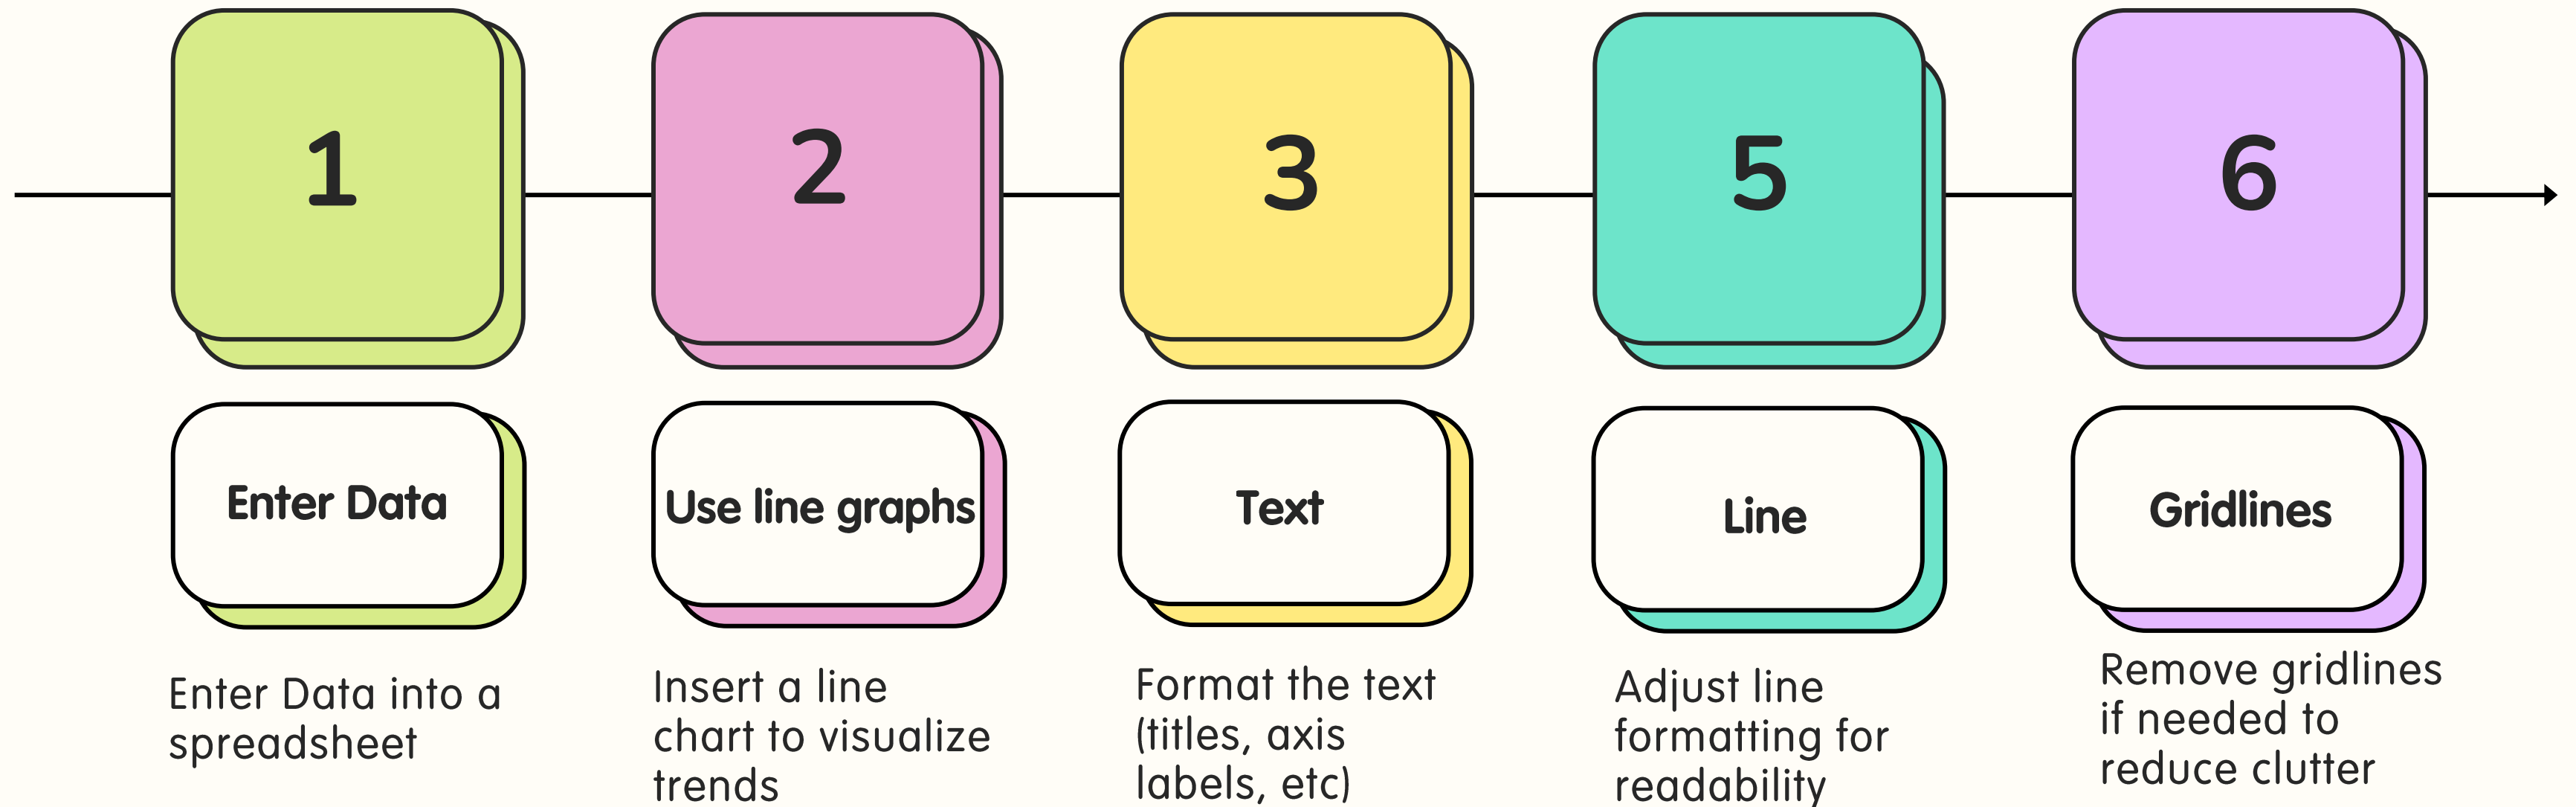 1
2
3
5
6
Enter Data
Use line graphs
Text
Line
Gridlines
Enter Data into a
spreadsheet
Insert a line
chart to visualize
trends
Format the text
(titles, axis
labels, etc)
Adjust line
formatting for
readability
Remove gridlines
if needed to
reduce clutter